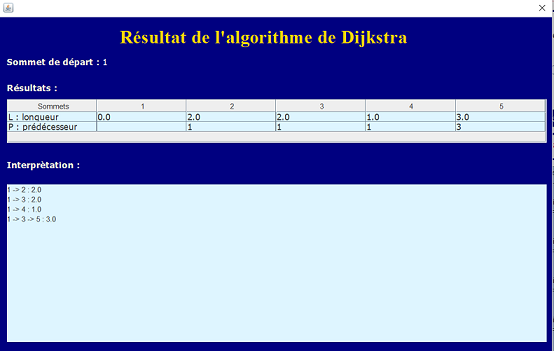 Résultat de l'algorithme de Dijkstra
Sommet de départ : 1
Résultats :
Sommets 1 2 3 4 5
L : longueur 0.0 2.0 2.0 1.0 3.0
P : prédécesseur 1 1 1 3
Interprètation :
1 -> 2 : 2.0
1 -> 3 : 2.0
1 -> 4 : 1.0
1 -> 3 -> 5 : 3.0